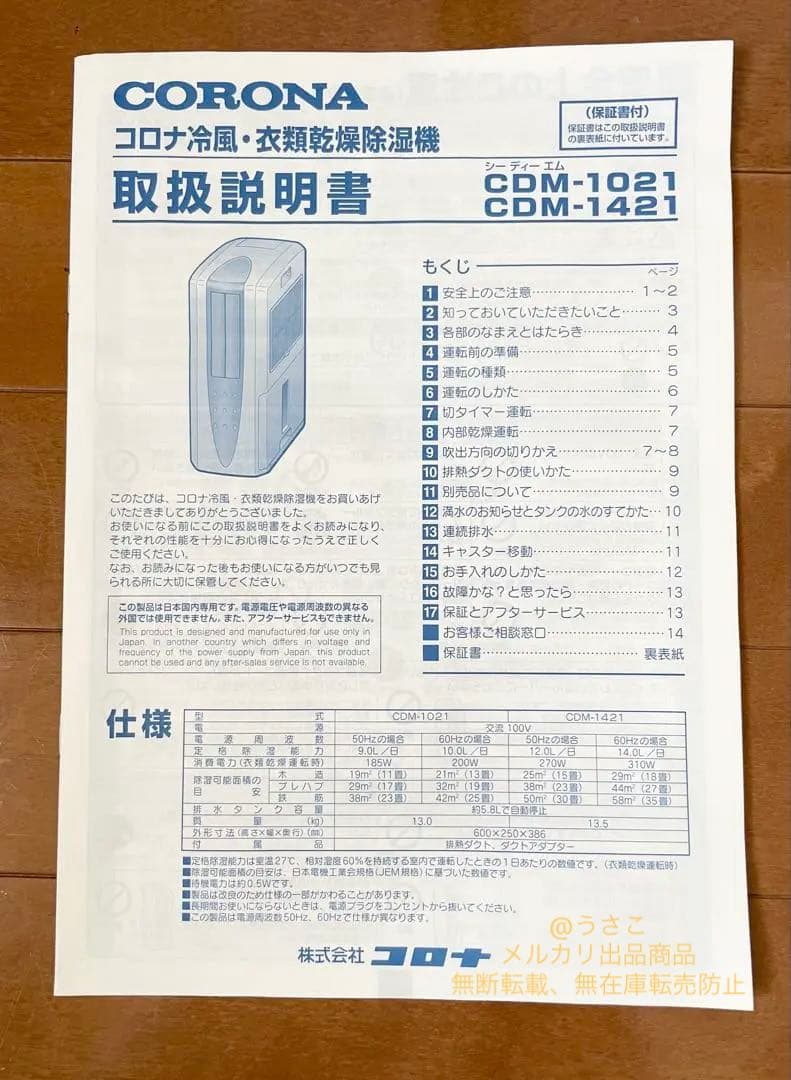 CORONA
コロナ冷風・衣類乾燥除湿機
（保証書付）
保証書はこの取扱説明書
の裏表紙に付いています。
取扱説明書
シー ディー エム
CDM-1021
CDM-1421
もくじ
ページ
1 安全上のご注意………………… 1〜2
2 知っておいていただきたいこと……… 3
3 各部のなまえとはたらき…………… 4
4 運転前の準備………………… 5
5 運転の種類………………… 5
6 運転のしかた………………… 6
7 切タイマー運転………………… 7
8 内部乾燥運転………………… 7
9 吹出方向の切りかえ…………… 7〜8
10 排熱ダクトの使いかた…………… 9
11 別売品について………………… 9
12 満水のお知らせとタンクの水のすてかた… 10
13 連続排水………………… 11
14 キャスター移動………………… 11
15 お手入れのしかた……………… 12
16 故障かな？と思ったら…………… 13
17 保証とアフターサービス………… 13
お客様ご相談窓口……………… 14
保証書………………… 裏表紙
このたびは、コロナ冷風・衣類乾燥除湿機をお買いあげ
いただきましてありがとうございました。
お使いになる前にこの取扱説明書をよくお読みになり、
それぞれの性能を十分にお心得になったうえで正しく
ご使用ください。
なお、お読みになった後もお使いになる方がいつでも見
られる所に大切に保管してください。
この製品は日本国内専用です。電源電圧や電源周波数の異なる
外国では使用できません。また、アフターサービスもできません。
This product is designed and manufactured for use only in
Japan. In another country which differs in voltage and
frequency of the power supply from Japan, this product
cannot be used and any after-sales service is not available.
仕様
型式 CDM-1021 CDM-1421
電源 交流 100V
電源周波数 50Hzの場合 60Hzの場合 50Hzの場合 60Hzの場合
定格除湿能力 9.0L／日 10.0L／日 12.0L／日 14.0L／日
消費電力（衣類乾燥運転時） 185W 200W 270W 310W
除湿可能面積の目安 木造 19m²（11畳） 21m²（13畳） 25m²（15畳） 29m²（18畳）
プレハブ 29m²（17畳） 32m²（19畳） 38m²（23畳） 44m²（27畳）
鉄筋 38m²（23畳） 42m²（25畳） 50m²（30畳） 58m²（35畳）
排水タンク容量 約5.8Lで自動停止
質量（kg） 13.0 13.5
外形寸法（高さ×幅×奥行）（mm） 600×250×386
付属品 排熱ダクト、ダクトアダプター
■定格除湿能力は室温27℃、相対湿度60％を持続する室内で運転したときの1日あたりの数値です。（衣類乾燥運転時）
■除湿可能面積の目安は、日本電機工業会規格（JEM規格）に基づいた数値です。
■待機電力は約0.5Wです。
■製品は改良のため仕様の一部がかわることがあります。
■長期間お使いにならないときは、電源プラグをコンセントから抜いてください。
■この製品は電源周波数50Hz、60Hzで仕様が異なります。
株式会社 コロナ
@うさこ
メルカリ出品商品
無断転載、無在庫転売防止